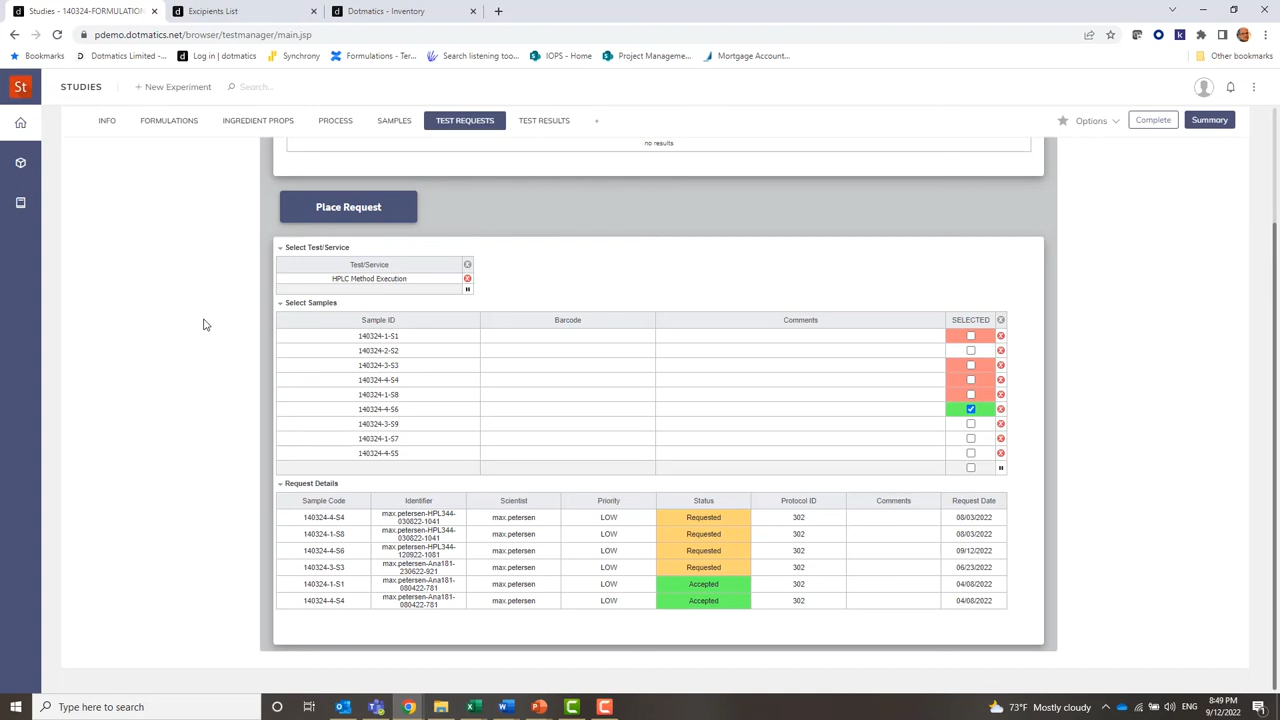 Studies - 140324-FORMULATION
Excipients List
Dotmatics - Inventory
pdemo.dotmatics.net/browser/testmanager/main.jsp
Bookmarks
Dotmatics Limited -...
Log in | dotmatics
Synchrony
Formulations - Ter...
Search listening too...
IOPS - Home
Project Manageme...
Mortgage Account...
Other bookmarks
St
STUDIES
+ New Experiment
Search...
INFO
FORMULATIONS
INGREDIENT PROPS
PROCESS
SAMPLES
TEST REQUESTS
TEST RESULTS
+
Options
Complete
Summary
no results
Place Request
Select Test/Service
Test/Service
HPLC Method Execution
Select Samples
Sample ID Barcode Comments SELECTED
140324-1-S1
140324-2-S2
140324-3-S3
140324-4-S4
140324-1-S8
140324-4-S6
140324-3-S9
140324-1-S7
140324-4-S5
Request Details
Sample Code Identifier Scientist Priority Status Protocol ID Comments Request Date
140324-4-S4 max.petersen-HPL344-030822-1041 max.petersen LOW Requested 302 08/03/2022
140324-1-S8 max.petersen-HPL344-030822-1041 max.petersen LOW Requested 302 08/03/2022
140324-4-S6 max.petersen-HPL344-120922-1081 max.petersen LOW Requested 302 09/12/2022
140324-3-S3 max.petersen-Ana181-230622-921 max.petersen LOW Requested 302 06/23/2022
140324-1-S1 max.petersen-Ana181-080422-781 max.petersen LOW Accepted 302 04/08/2022
140324-4-S4 max.petersen-Ana181-080422-781 max.petersen LOW Accepted 302 04/08/2022
Type here to search
73°F Mostly cloudy
ENG
8:49 PM
9/12/2022